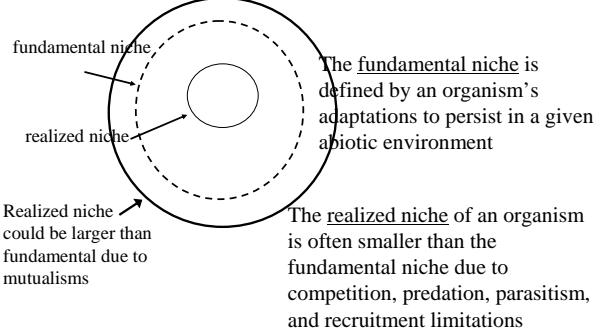 fundamental niche
realized niche
Realized niche
could be larger than
fundamental due to
mutualisms
The fundamental niche is
defined by an organism’s
adaptations to persist in a given
abiotic environment
The realized niche of an organism
is often smaller than the
fundamental niche due to
competition, predation, parasitism,
and recruitment limitations